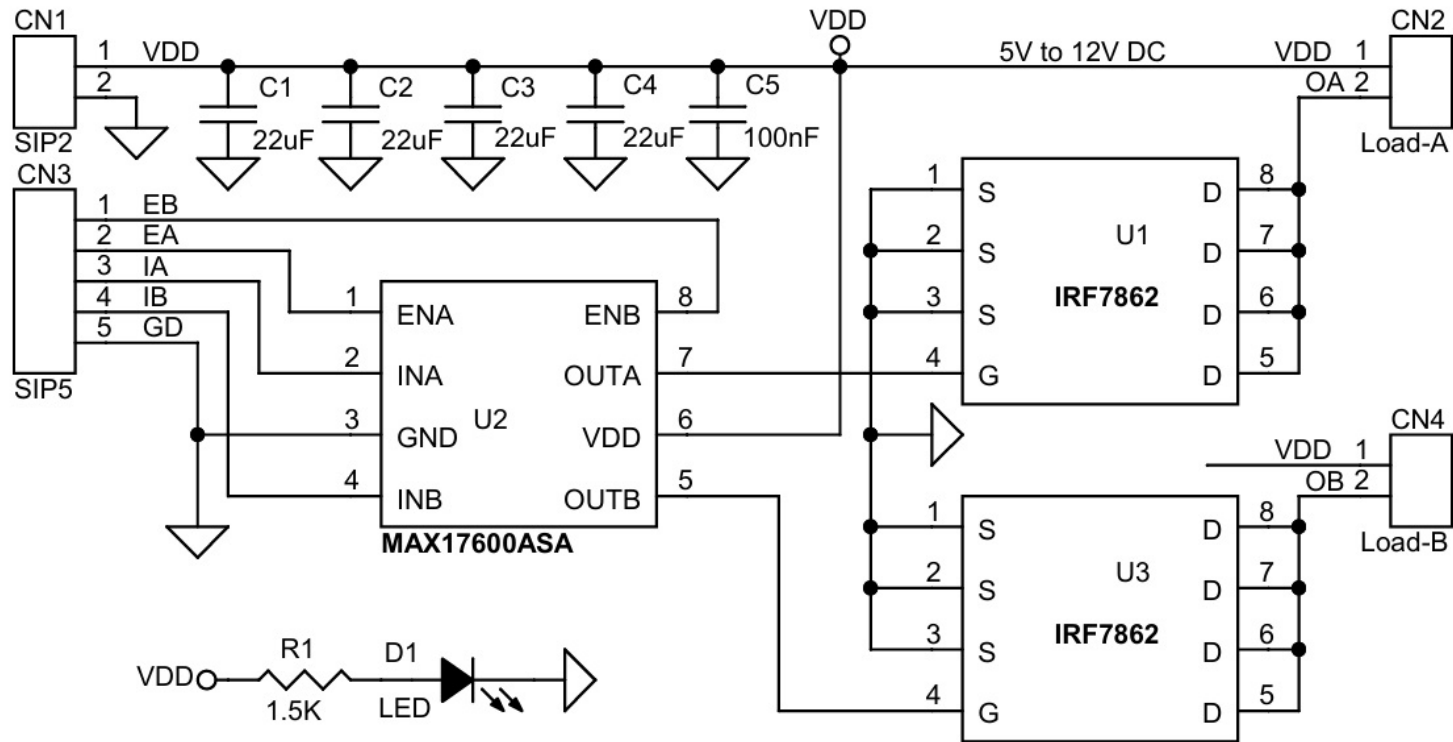 CN1
1 VDD
2
SIP2
C1
22uF
C2
22uF
C3
22uF
C4
22uF
C5
100nF
VDD
5V to 12V DC
CN2
VDD 1
OA 2
Load-A
CN3
1 EB
2 EA
3 IA
4 IB
5 GD
SIP5
1 ENA
2 INA
3 GND
4 INB
U2
ENB 8
OUTA 7
VDD 6
OUTB 5
MAX17600ASA
1 S
2 S
3 S
4 G
U1
IRF7862
D 8
D 7
D 6
D 5
CN4
VDD 1
OB 2
Load-B
1 S
2 S
3 S
4 G
U3
IRF7862
D 8
D 7
D 6
D 5
VDD
R1
1.5K
D1
LED